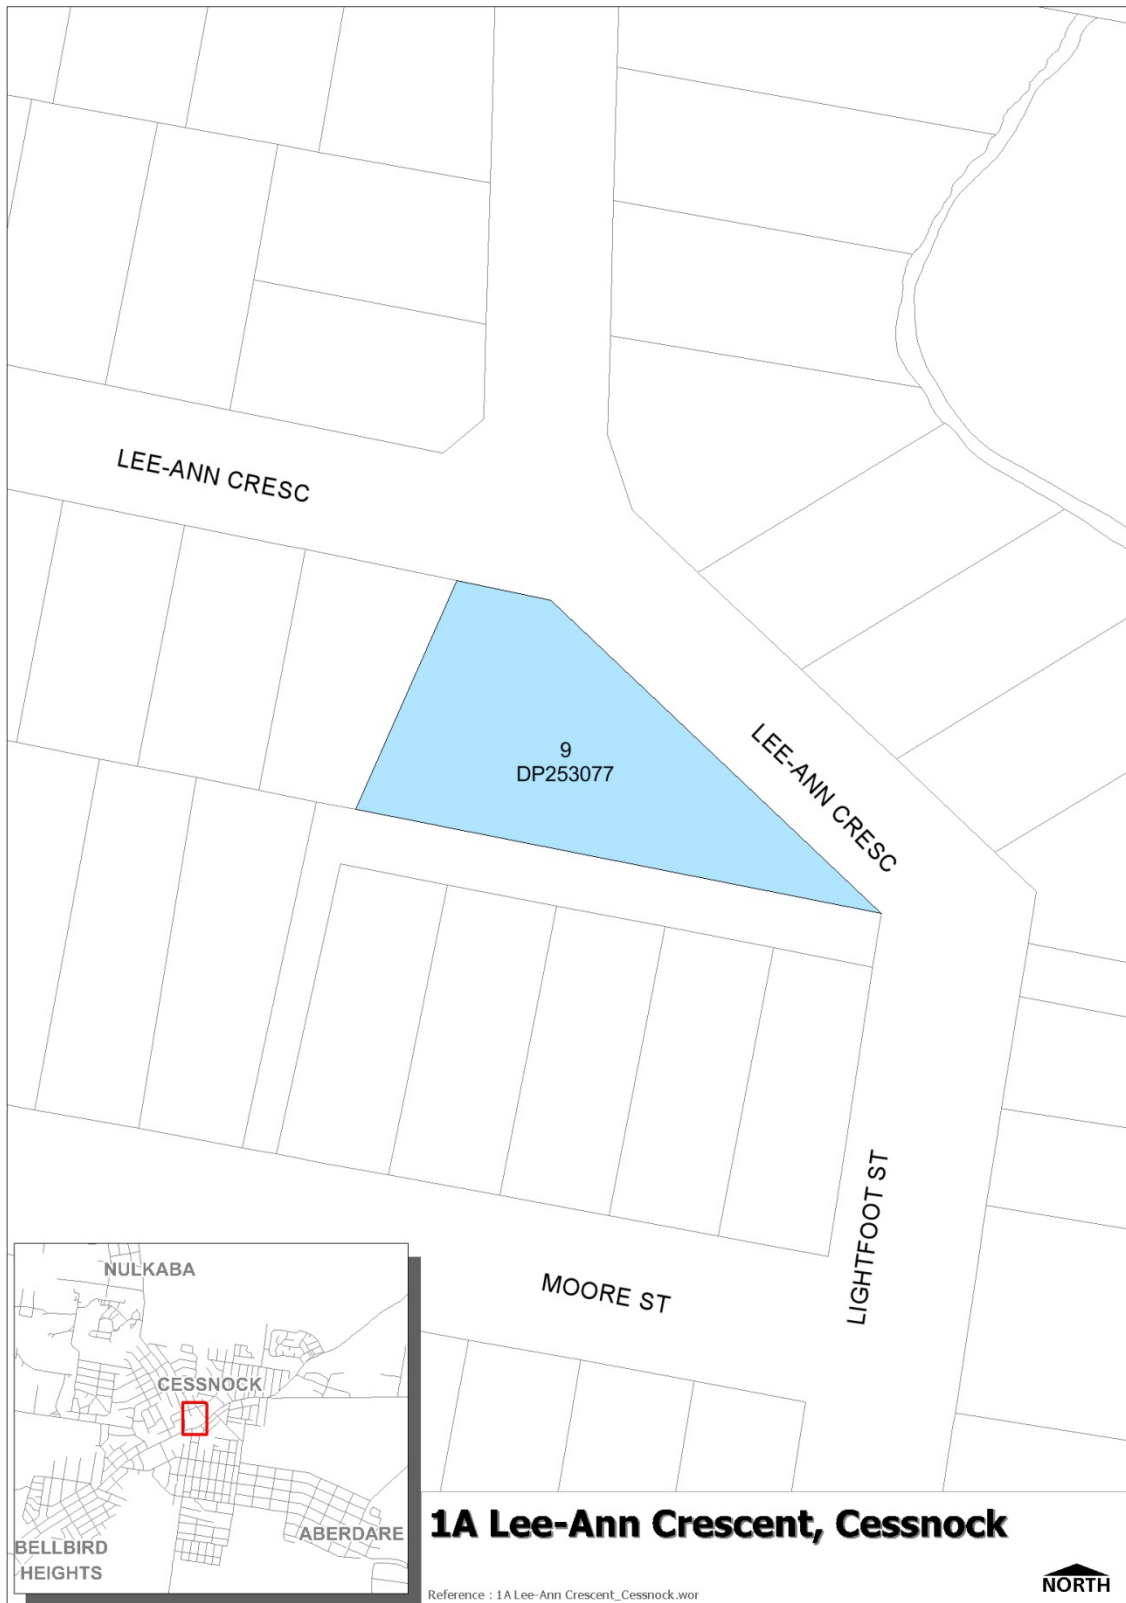 LEE-ANN CRESC
9
DP253077
LEE-ANN CRESC
LIGHTFOOT ST
MOORE ST
NULKABA
CESSNOCK
ABERDARE
BELLBIRD
HEIGHTS
1A Lee-Ann Crescent, Cessnock
Reference : 1A Lee-Ann Crescent_Cessnock.wor
NORTH